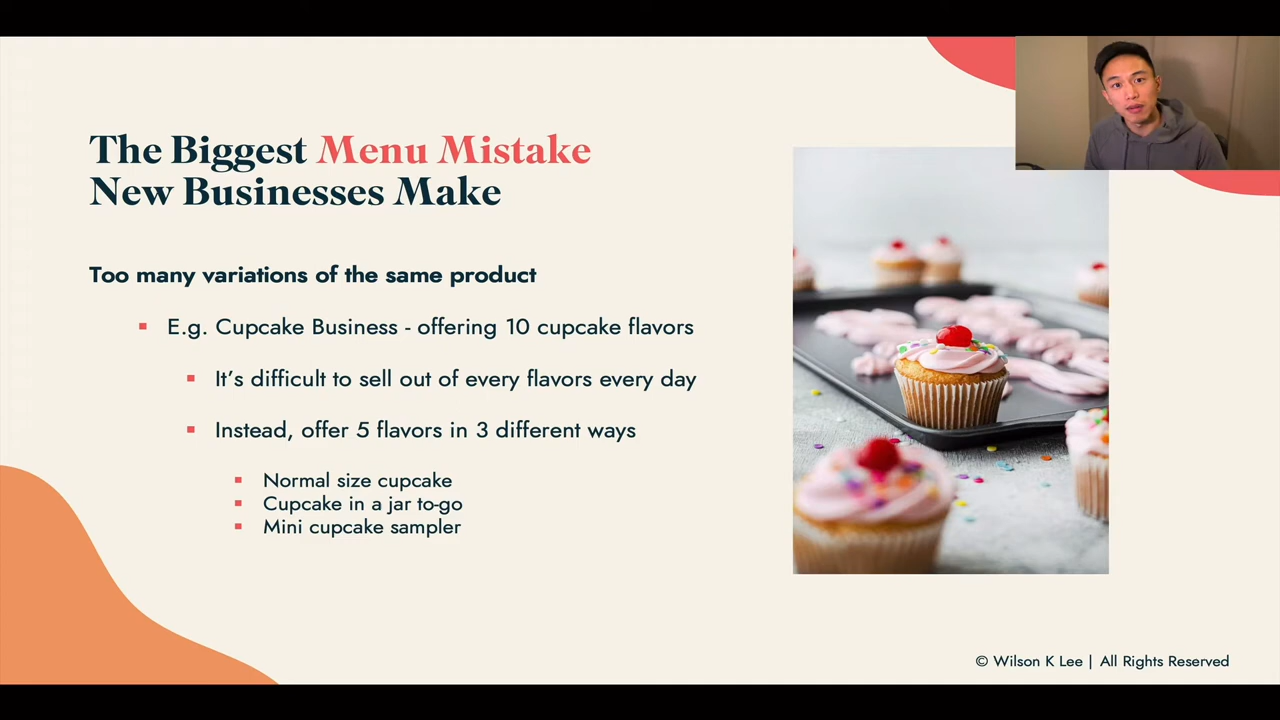 The Biggest Menu Mistake
New Businesses Make
Too many variations of the same product
E.g. Cupcake Business - offering 10 cupcake flavors
It's difficult to sell out of every flavors every day
Instead, offer 5 flavors in 3 different ways
Normal size cupcake
Cupcake in a jar to-go
Mini cupcake sampler
© Wilson K Lee | All Rights Reserved